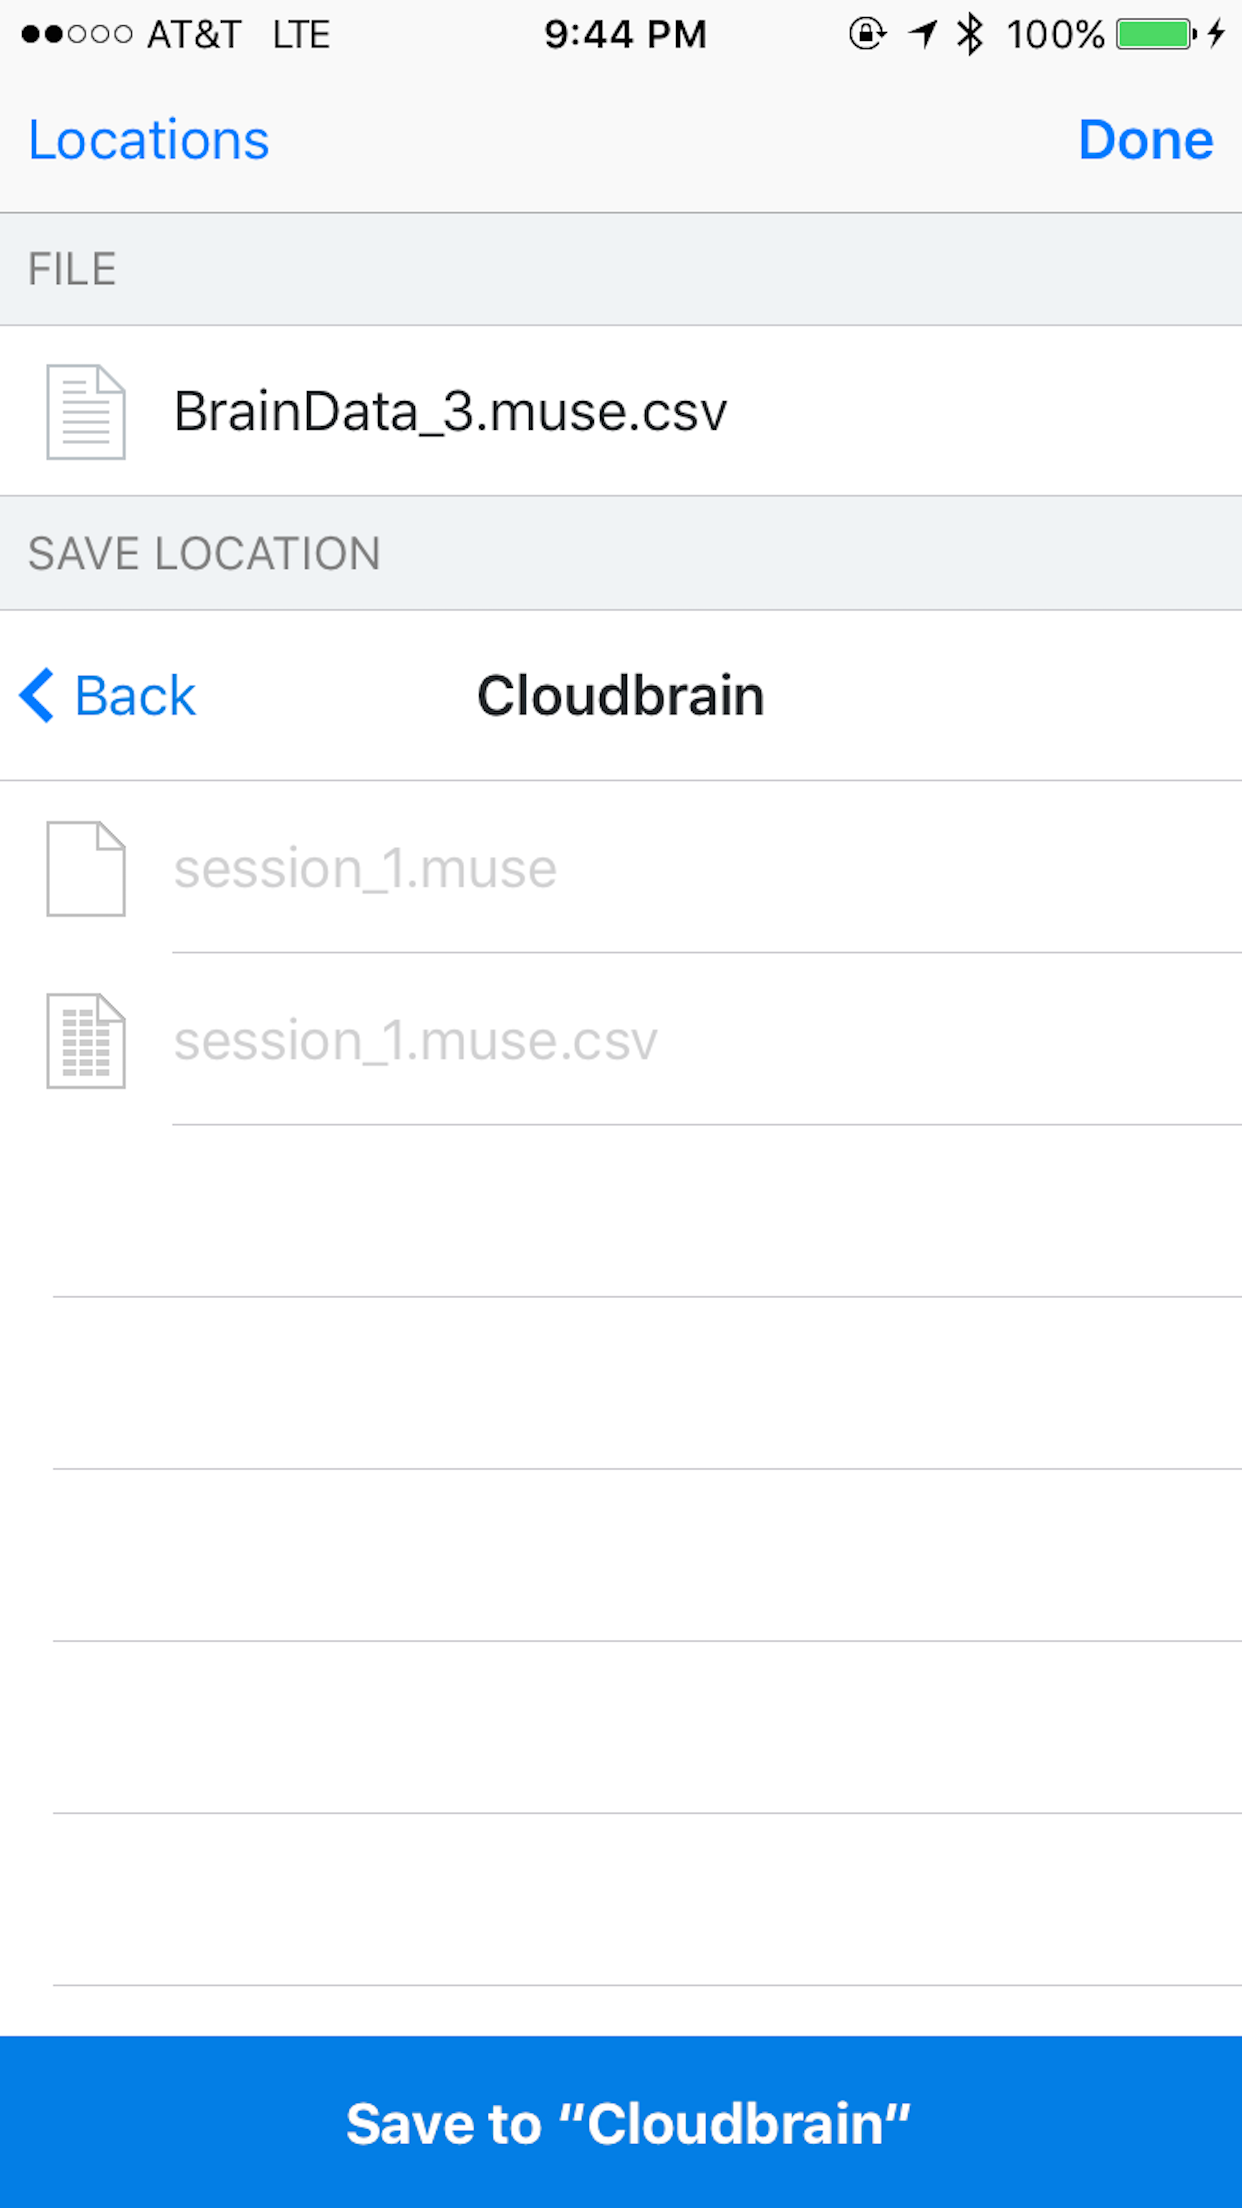 AT&T LTE 9:44 PM 100%
Locations Done
FILE
BrainData_3.muse.csv
SAVE LOCATION
Back Cloudbrain
session_1.muse
session_1.muse.csv
Save to “Cloudbrain”